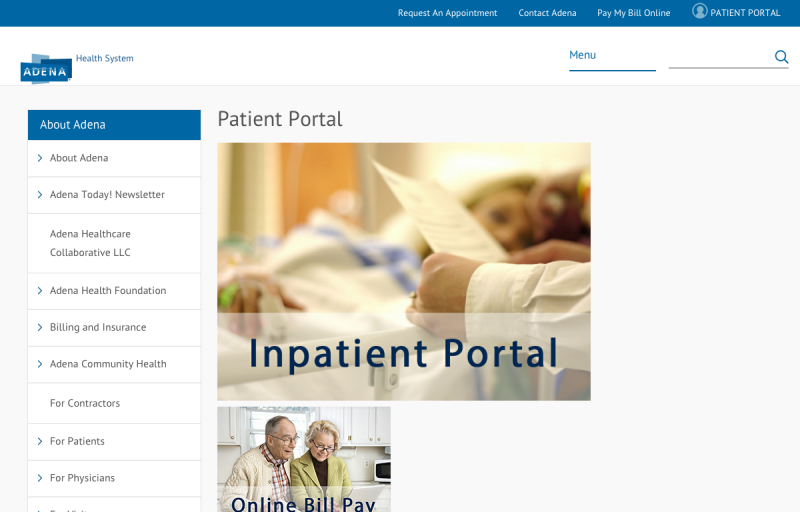 Request An Appointment
Contact Adena
Pay My Bill Online
PATIENT PORTAL
ADENA
Health System
Menu
About Adena
About Adena
Adena Today! Newsletter
Adena Healthcare
Collaborative LLC
Adena Health Foundation
Billing and Insurance
Adena Community Health
For Contractors
For Patients
For Physicians
Patient Portal
Inpatient Portal
Online Bill Pay